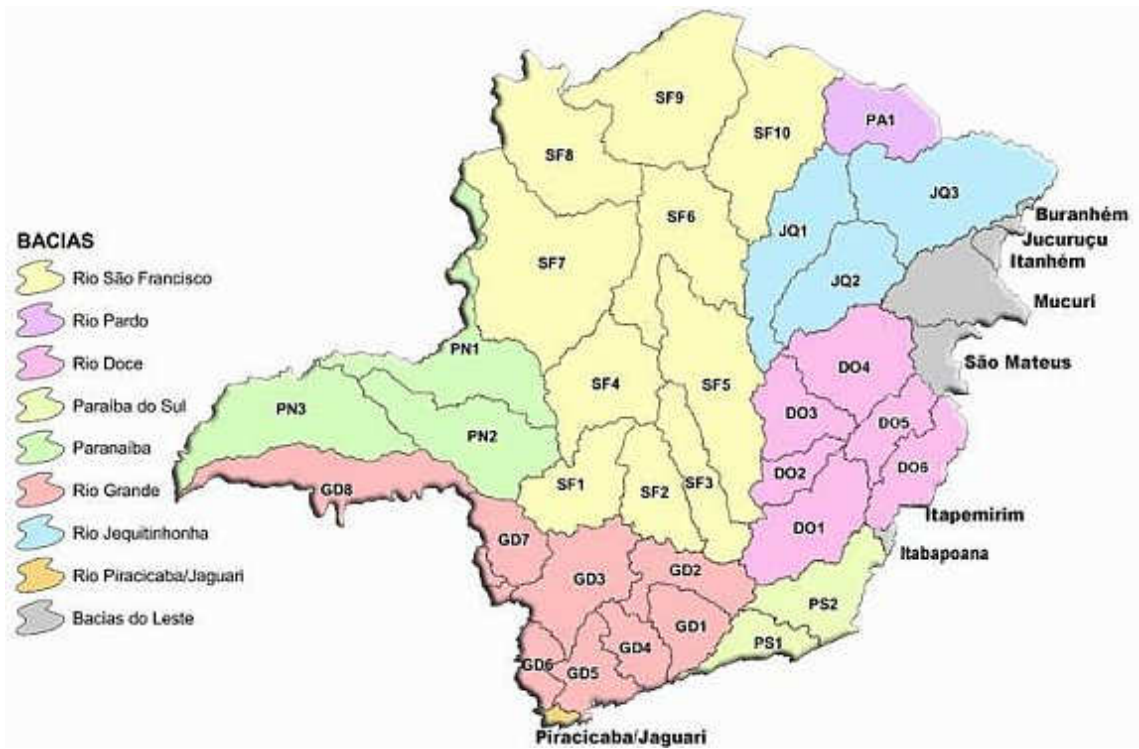 BACIAS
Rio São Francisco
Rio Pardo
Rio Doce
Paraíba do Sul
Paranaíba
Rio Grande
Rio Jequitinhonha
Rio Piracicaba/Jaguari
Bacias do Leste
SF9
SF10
PA1
SF8
JQ3
SF6
JQ1
Buranhém
Jucuruçu
Itanhém
SF7
JQ2
Mucuri
PN1
São Mateus
DO4
SF4
SF5
PN3
DO3
DO5
PN2
DO2
DO6
SF1
SF2
SF3
GD8
Itapemirim
DO1
GD7
Itabapoana
GD3
GD2
PS2
GD1
GD4
PS1
GD6
GD5
Piracicaba/Jaguari